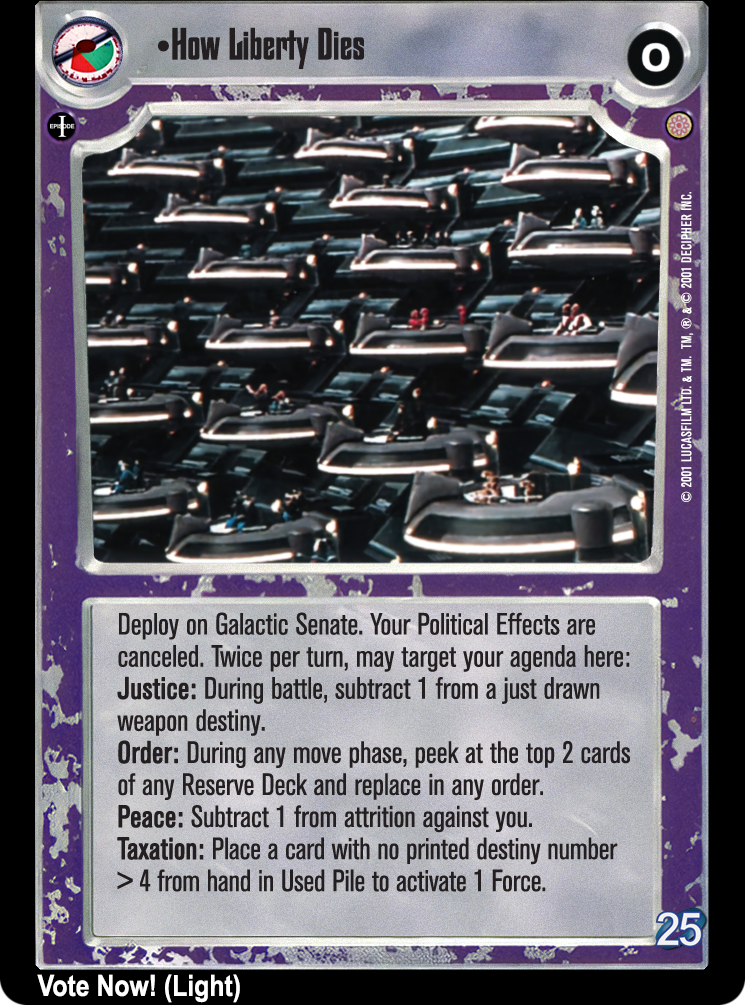 •How Liberty Dies
O
EPISODE
I
© 2001 LUCASFILM LTD. & TM. TM, ® & © 2001 DECIPHER INC.
Deploy on Galactic Senate. Your Political Effects are
canceled. Twice per turn, may target your agenda here:
Justice: During battle, subtract 1 from a just drawn
weapon destiny.
Order: During any move phase, peek at the top 2 cards
of any Reserve Deck and replace in any order.
Peace: Subtract 1 from attrition against you.
Taxation: Place a card with no printed destiny number
> 4 from hand in Used Pile to activate 1 Force.
25
Vote Now! (Light)